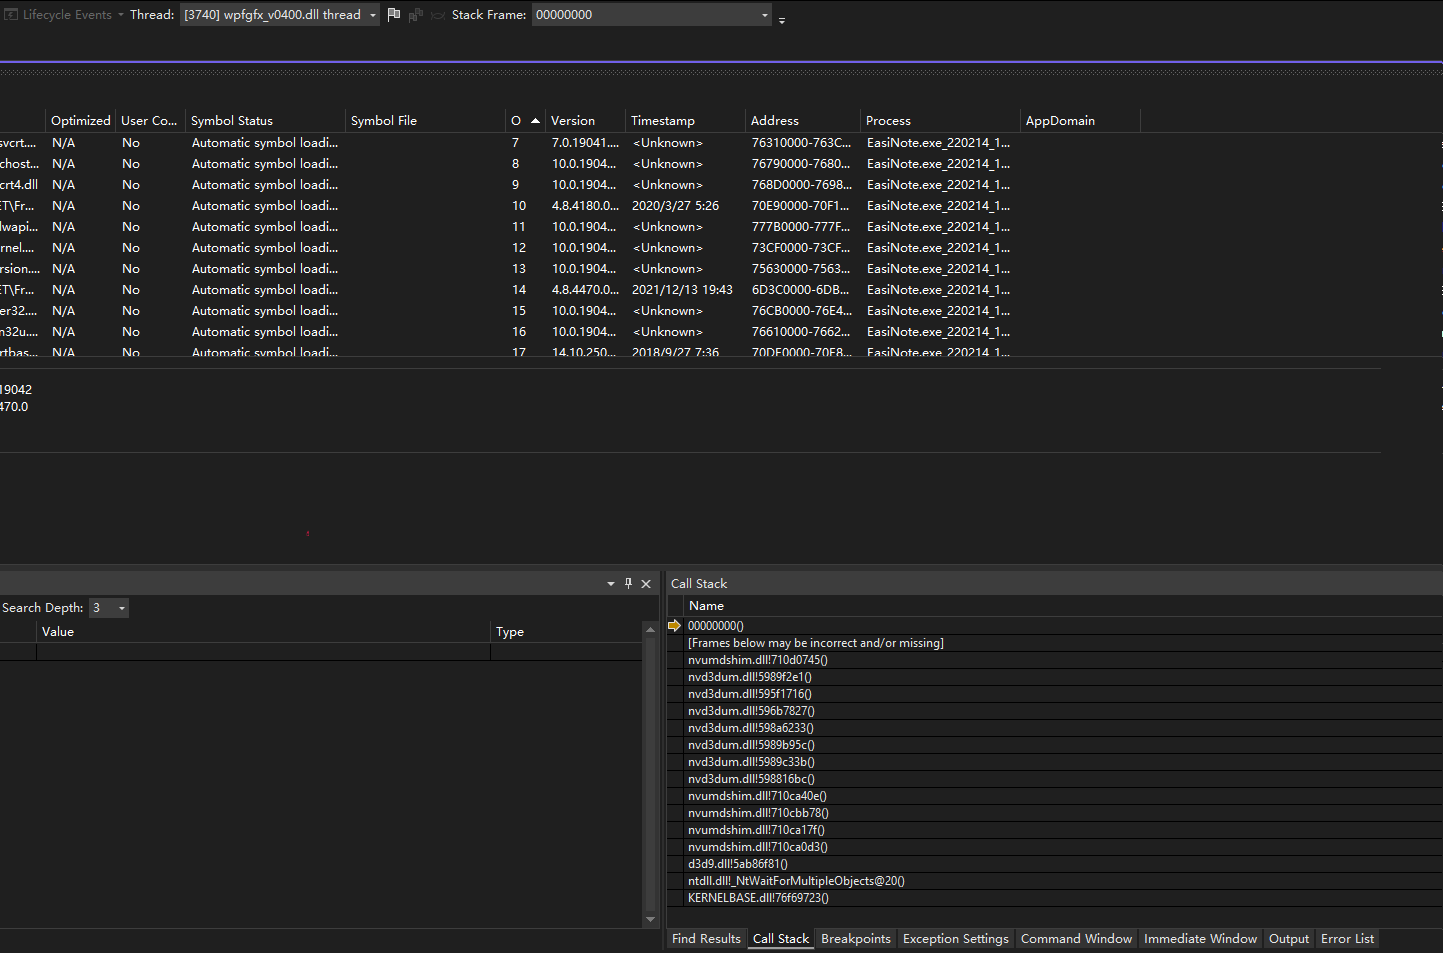 Lifecycle Events Thread: [3740] wpfgfx_v0400.dll thread Stack Frame: 00000000
Optimized User Co... Symbol Status Symbol File O Version Timestamp Address Process AppDomain
svcrt.... N/A No Automatic symbol loadi... 7 7.0.19041.... <Unknown> 76310000-763C... EasiNote.exe_220214_1...
chost... N/A No Automatic symbol loadi... 8 10.0.1904... <Unknown> 76790000-7680... EasiNote.exe_220214_1...
crt4.dll N/A No Automatic symbol loadi... 9 10.0.1904... <Unknown> 768D0000-7698... EasiNote.exe_220214_1...
ET\Fr... N/A No Automatic symbol loadi... 10 4.8.4180.0... 2020/3/27 5:26 70E90000-70F1... EasiNote.exe_220214_1...
lwapi... N/A No Automatic symbol loadi... 11 10.0.1904... <Unknown> 777B0000-777F... EasiNote.exe_220214_1...
rnel.... N/A No Automatic symbol loadi... 12 10.0.1904... <Unknown> 73CF0000-73CF... EasiNote.exe_220214_1...
rsion.... N/A No Automatic symbol loadi... 13 10.0.1904... <Unknown> 75630000-7563... EasiNote.exe_220214_1...
ET\Fr... N/A No Automatic symbol loadi... 14 4.8.4470.0... 2021/12/13 19:43 6D3C0000-6DB... EasiNote.exe_220214_1...
er32.... N/A No Automatic symbol loadi... 15 10.0.1904... <Unknown> 76CB0000-76E4... EasiNote.exe_220214_1...
n32u.... N/A No Automatic symbol loadi... 16 10.0.1904... <Unknown> 76610000-7662... EasiNote.exe_220214_1...
rtbas... N/A No Automatic symbol loadi... 17 14.10.250... 2018/9/27 7:36 70DF0000-70E8... EasiNote.exe_220214_1...
19042
470.0
Search Depth: 3
Value Type
Call Stack
Name
00000000()
[Frames below may be incorrect and/or missing]
nvumdshim.dll!710d0745()
nvd3dum.dll!5989f2e1()
nvd3dum.dll!595f1716()
nvd3dum.dll!596b7827()
nvd3dum.dll!598a6233()
nvd3dum.dll!5989b95c()
nvd3dum.dll!5989c33b()
nvd3dum.dll!598816bc()
nvumdshim.dll!710ca40e()
nvumdshim.dll!710cbb78()
nvumdshim.dll!710ca17f()
nvumdshim.dll!710ca0d3()
d3d9.dll!5ab86f81()
ntdll.dll!_NtWaitForMultipleObjects@20()
KERNELBASE.dll!76f69723()
Find Results Call Stack Breakpoints Exception Settings Command Window Immediate Window Output Error List